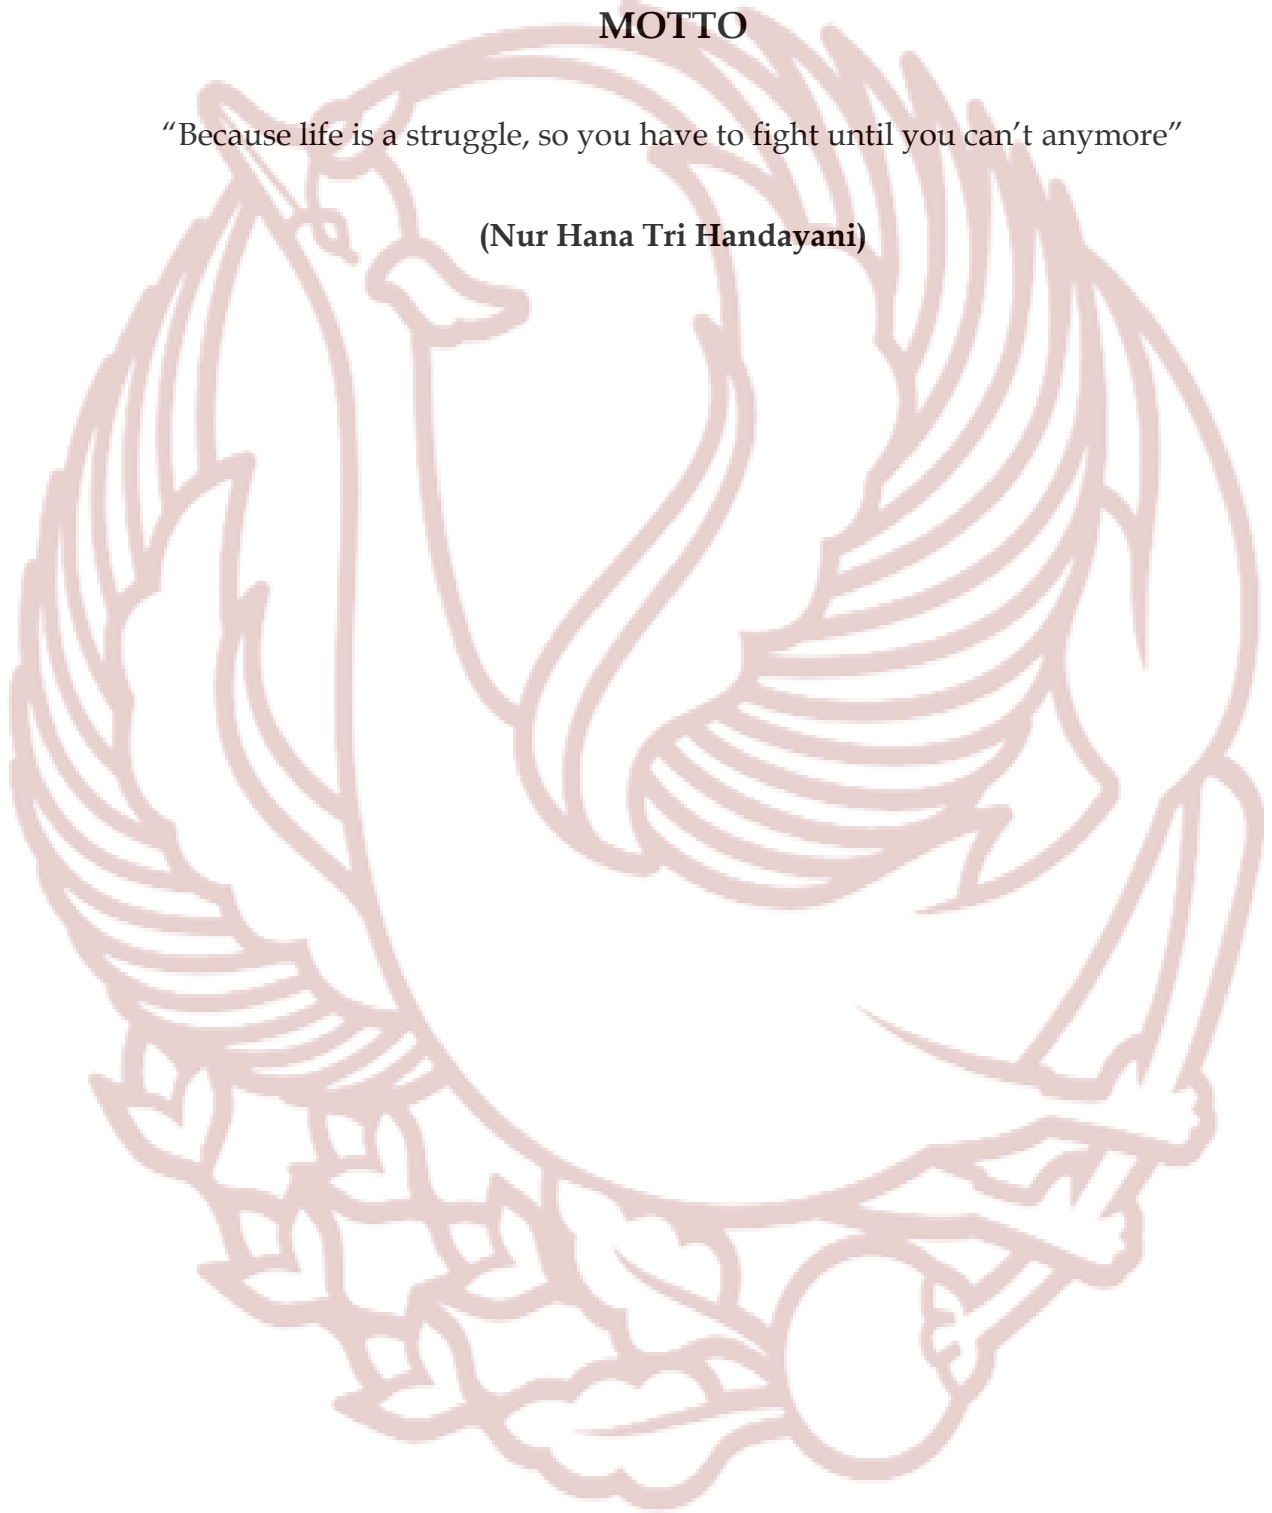 MOTTO
“Because life is a struggle, so you have to fight until you can’t anymore”
(Nur Hana Tri Handayani)